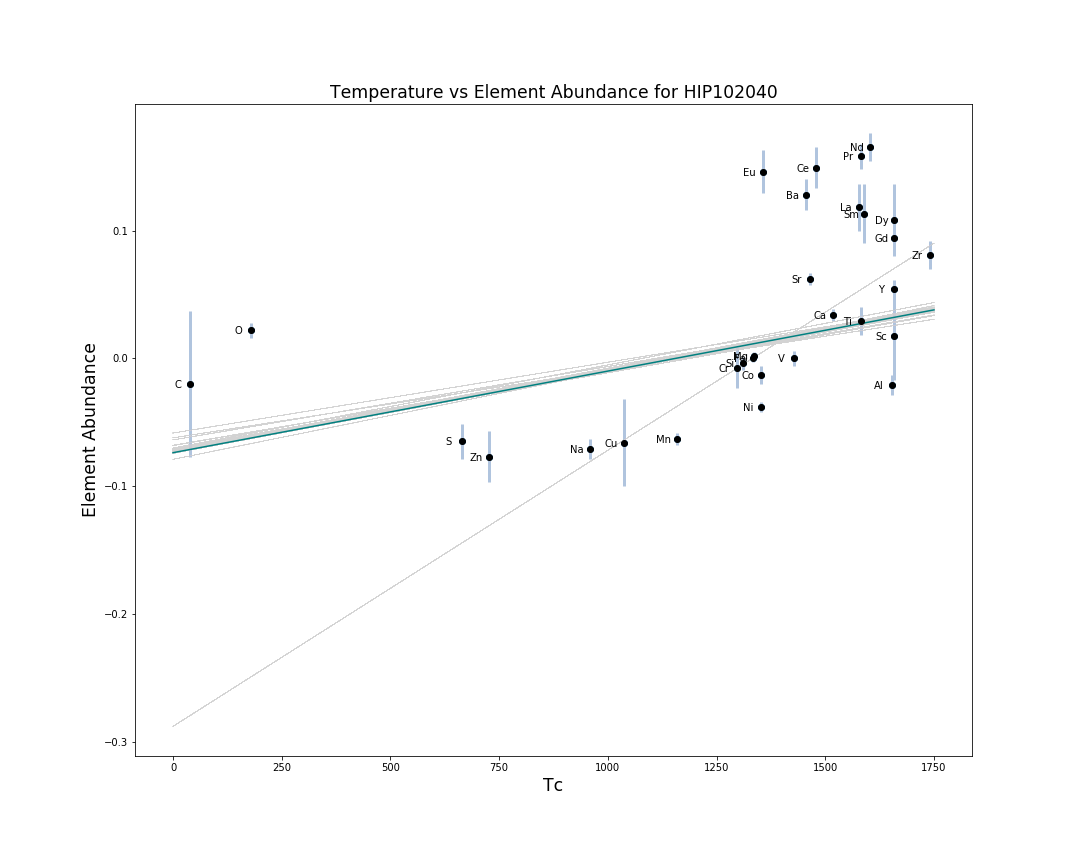 Temperature vs Element Abundance for HIP102040
Nd
Pr
Ce
Eu
Ba
La
Sm
Dy
0.1
Gd
Zr
Sr
Y
Ca
Ti
O
Sc
0.0
Mg
V
Si
Cr
Co
C
Al
Ni
Element Abundance
S
Mn
Cu
Na
Zn
−0.1
−0.2
−0.3
0
250
500
750
1000
1250
1500
1750
Tc